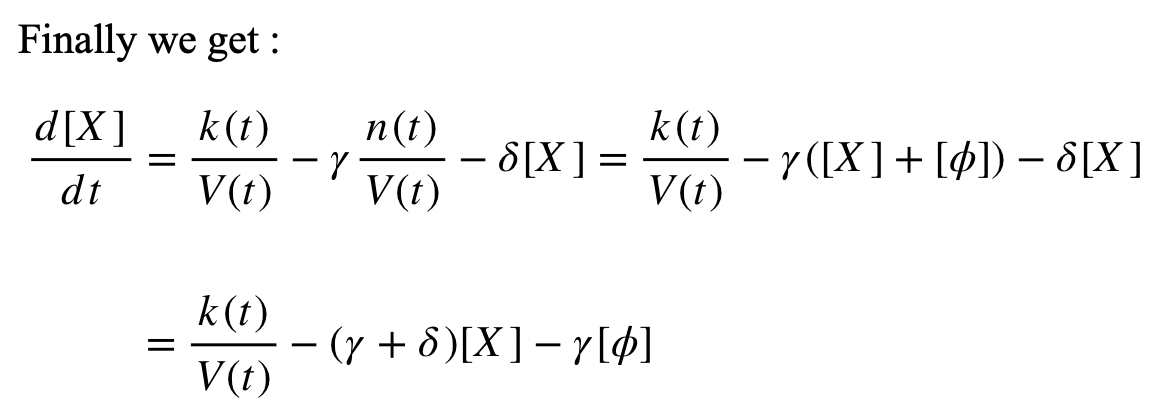 Finally we get :
d[X]/dt = k(t)/V(t) − γ n(t)/V(t) − δ[X] = k(t)/V(t) − γ([X] + [ϕ]) − δ[X]
= k(t)/V(t) − (γ + δ)[X] − γ[ϕ]